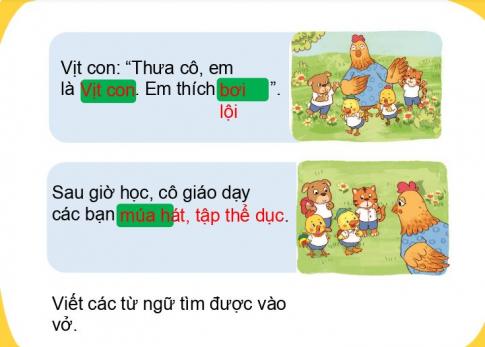 Vịt con: “Thưa cô, em
là Vịt con. Em thích bơi
lội ”.
Sau giờ học, cô giáo dạy
các bạn múa hát, tập thể dục.
Viết các từ ngữ tìm được vào
vở.